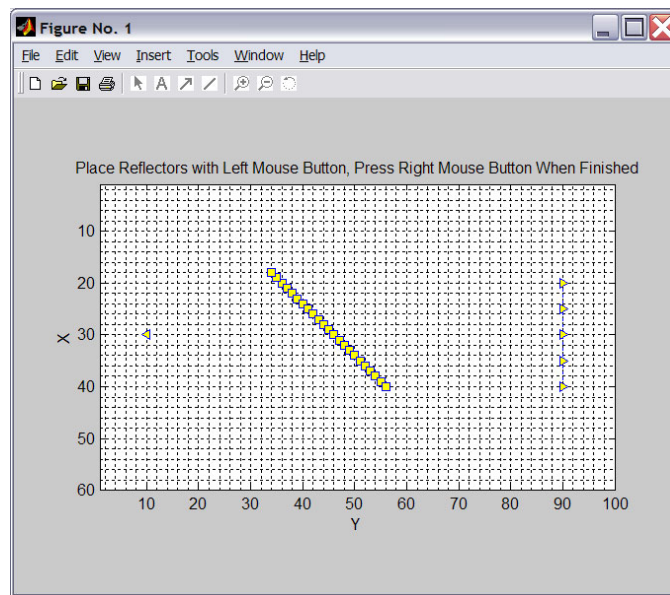 Figure No. 1
File Edit View Insert Tools Window Help
A
Place Reflectors with Left Mouse Button, Press Right Mouse Button When Finished
10
20
30
40
50
60
X
10 20 30 40 50 60 70 80 90 100
Y